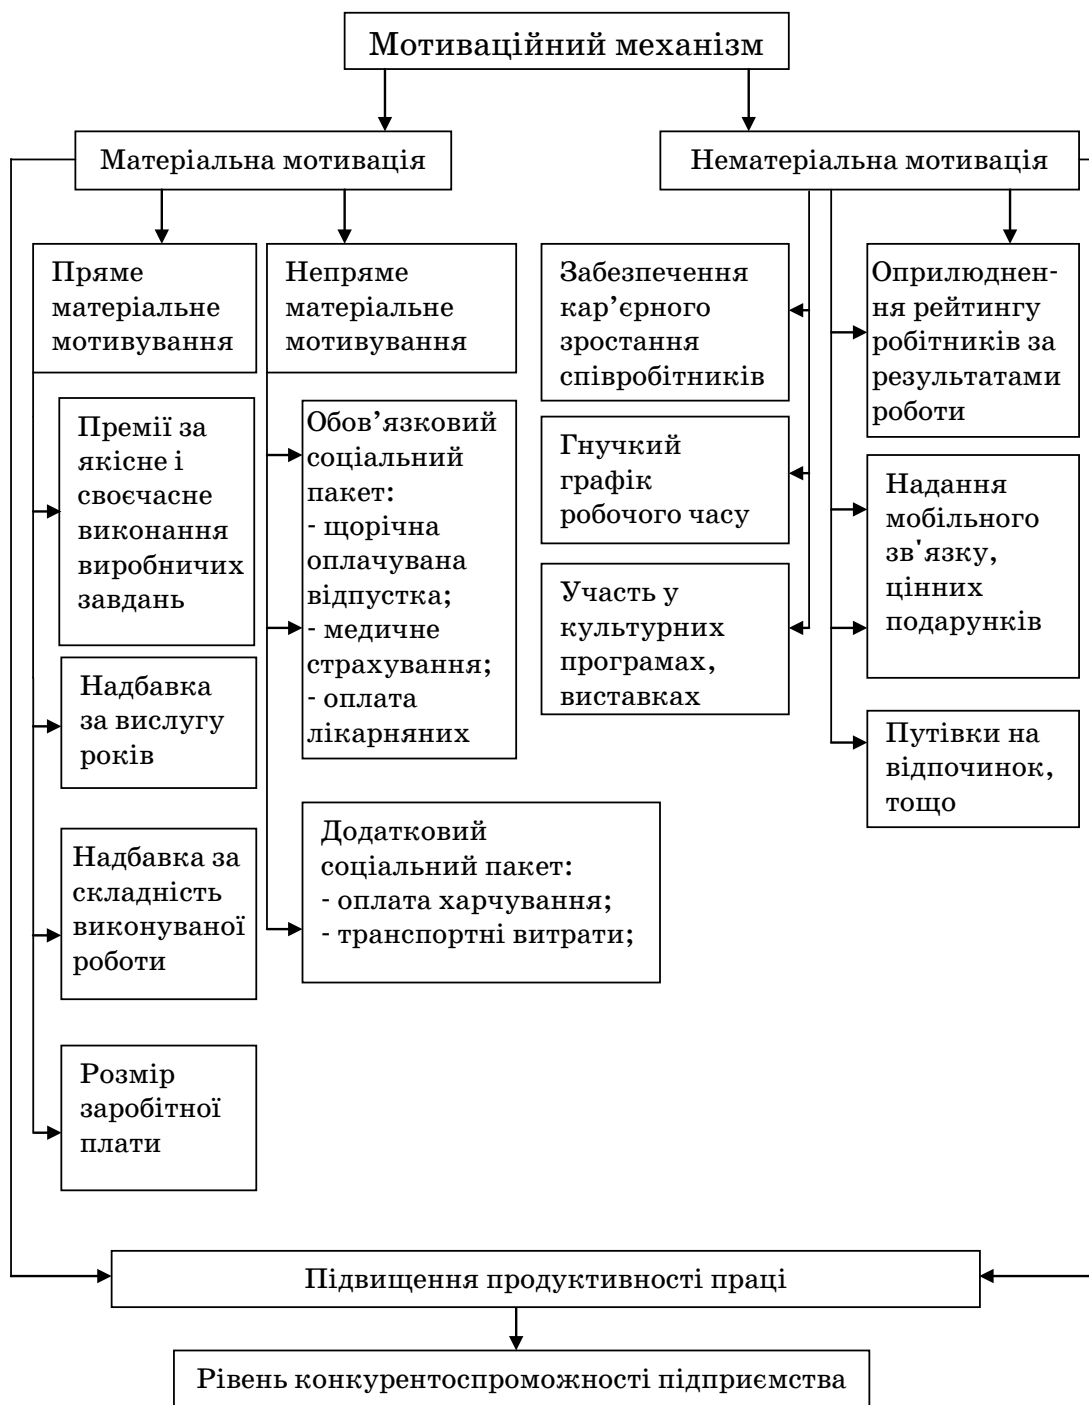 Мотиваційний механізм
Матеріальна мотивація
Нематеріальна мотивація
Пряме
матеріальне
мотивування
Непряме
матеріальне
мотивування
Забезпечення
кар’єрного
зростання
співробітників
Оприлюднен-
ня рейтингу
робітників за
результатами
роботи
Премії за
якісне і
своєчасне
виконання
виробничих
завдань
Обов’язковий
соціальний
пакет:
- щорічна
оплачувана
відпустка;
- медичне
страхування;
- оплата
лікарняних
Гнучкий
графік
робочого часу
Надання
мобільного
зв'язку,
цінних
подарунків
Участь у
культурних
програмах,
виставках
Надбавка
за вислугу
років
Путівки на
відпочинок,
тощо
Надбавка за
складність
виконуваної
роботи
Додатковий
соціальний пакет:
- оплата харчування;
- транспортні витрати;
Розмір
заробітної
плати
Підвищення продуктивності праці
Рівень конкурентоспроможності підприємства